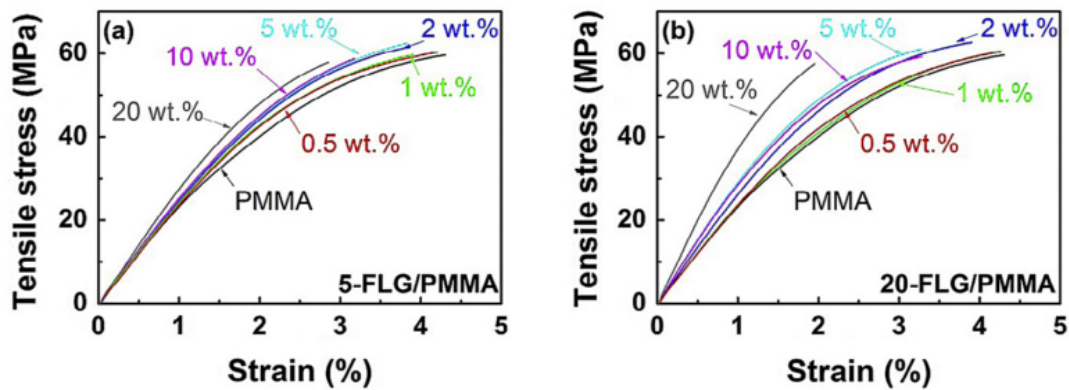 (a)
5 wt.%
2 wt.%
10 wt.%
20 wt.%
1 wt.%
0.5 wt.%
PMMA
5-FLG/PMMA
Tensile stress (MPa)
60
40
20
0
0 1 2 3 4 5
Strain (%)
(b)
5 wt.%
2 wt.%
10 wt.%
20 wt.%
1 wt.%
0.5 wt.%
PMMA
20-FLG/PMMA
Tensile stress (MPa)
60
40
20
0
0 1 2 3 4 5
Strain (%)